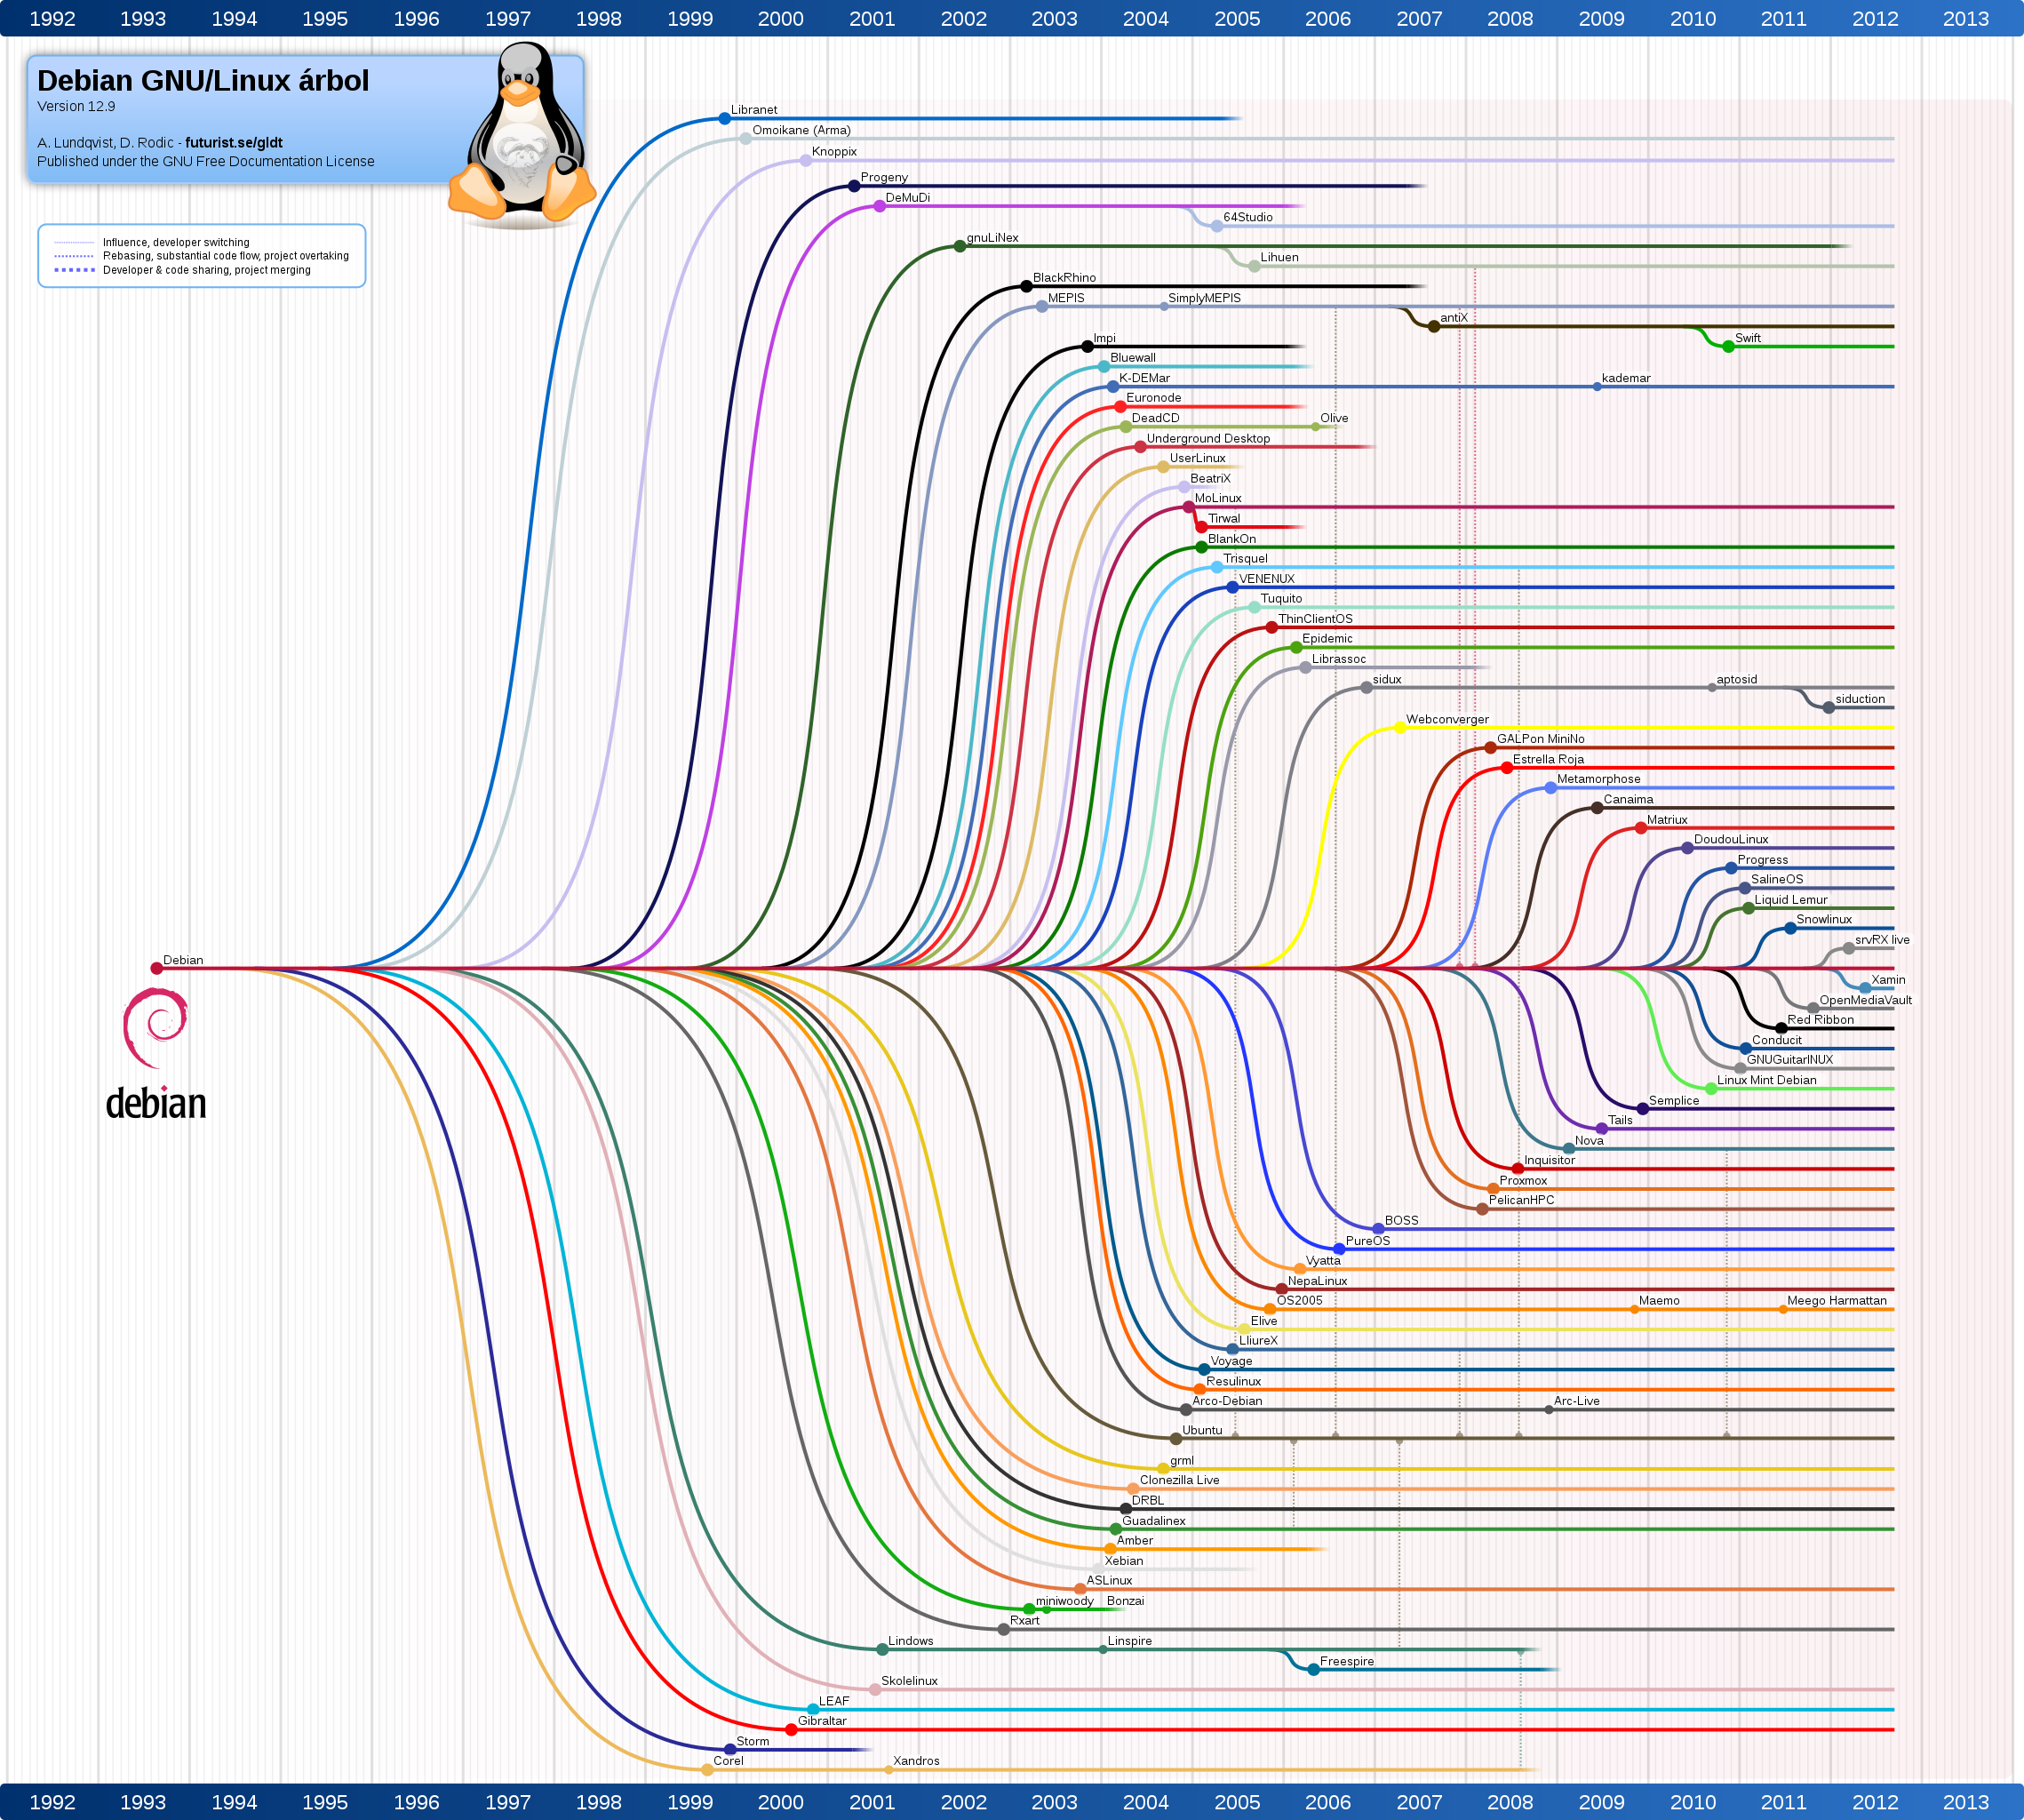 1992 1993 1994 1995 1996 1997 1998 1999 2000 2001 2002 2003 2004 2005 2006 2007 2008 2009 2010 2011 2012 2013
Debian GNU/Linux árbol
Version 12.9
A. Lundqvist, D. Rodic - futurist.se/gldt
Published under the GNU Free Documentation License
Influence, developer switching
Rebasing, substantial code flow, project overtaking
Developer & code sharing, project merging
Libranet
Omoikane (Arma)
Knoppix
Progeny
DeMuDi
64Studio
gnuLiNex
Lihuen
BlackRhino
MEPIS SimplyMEPIS
antiX
Impi Swift
Bluewall
K-DEMar kademar
Euronode
DeadCD Olive
Underground Desktop
UserLinux
BeatriX
MoLinux
Tirwal
BlankOn
Trisquel
VENENUX
Tuquito
ThinClientOS
Epidemic
Librassoc
sidux aptosid
siduction
Webconverger
GALPon MiniNo
Estrella Roja
Metamorphose
Canaima
Matriux
DoudouLinux
Progress
SalineOS
Liquid Lemur
Snowlinux
srvRX live
Debian
Xamin
OpenMediaVault
Red Ribbon
Conducit
GNUGuitarINUX
Linux Mint Debian
debian
Semplice
Tails
Nova
Inquisitor
Proxmox
PelicanHPC
BOSS
PureOS
Vyatta
NepaLinux
OS2005 Maemo Meego Harmattan
Elive
LliureX
Voyage
Resulinux
Arco-Debian Arc-Live
Ubuntu
grml
Clonezilla Live
DRBL
Guadalinex
Amber
Xebian
ASLinux
miniwoody Bonzai
Rxart
Lindows Linspire
Freespire
Skolelinux
LEAF
Gibraltar
Storm
Corel Xandros
1992 1993 1994 1995 1996 1997 1998 1999 2000 2001 2002 2003 2004 2005 2006 2007 2008 2009 2010 2011 2012 2013